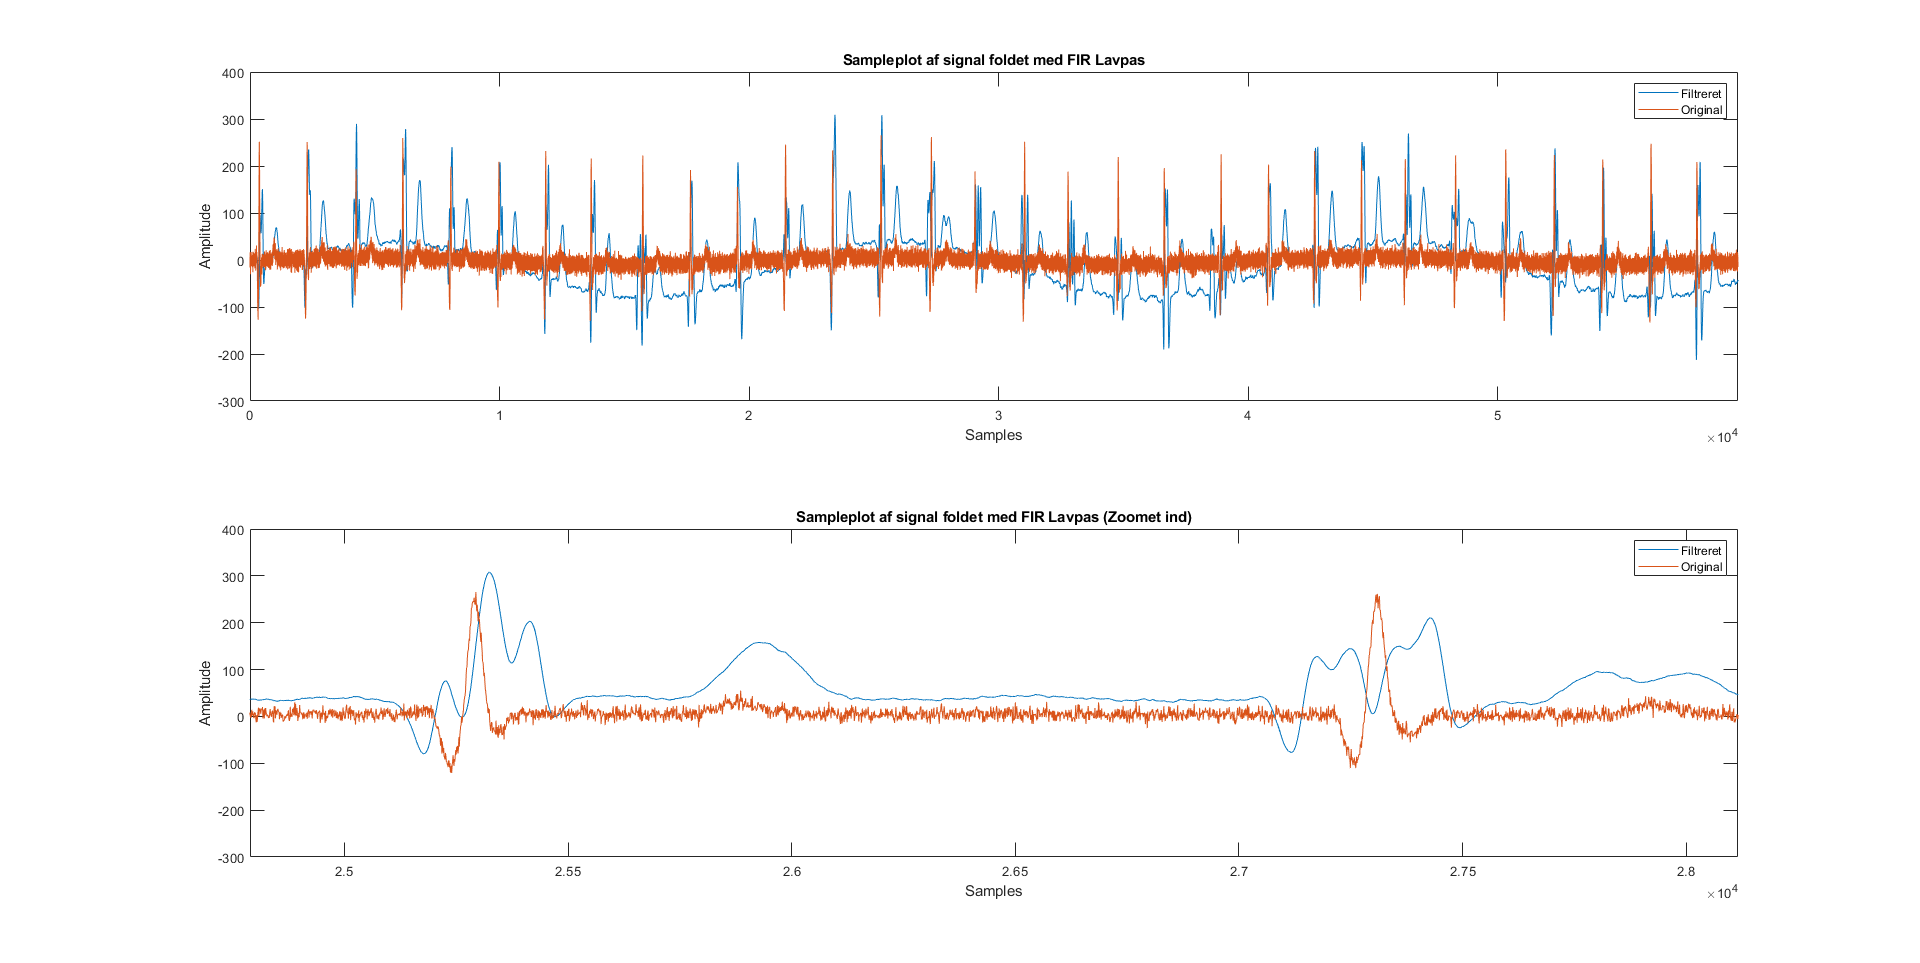 Sampleplot af signal foldet med FIR Lavpas
400
300
200
100
0
-100
-200
-300
Amplitude
Filtreret
Original
0 1 2 3 4 5
Samples
×10^4
Sampleplot af signal foldet med FIR Lavpas (Zoomet ind)
400
300
200
100
0
-100
-200
-300
Amplitude
Filtreret
Original
2.5 2.55 2.6 2.65 2.7 2.75 2.8
Samples
×10^4